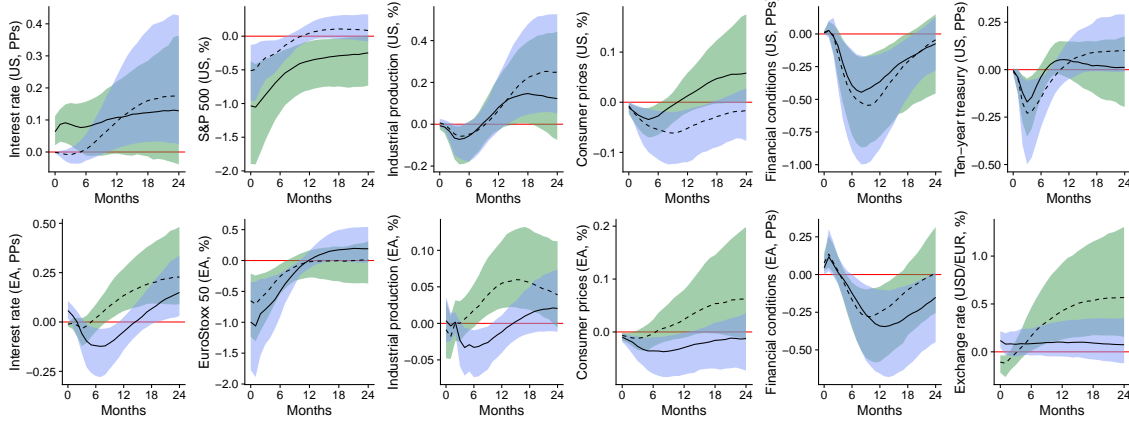 Interest rate (US, PPs)
0.4
0.3
0.2
0.1
0.0
0 6 12 18 24
Months
S&P 500 (US, %)
0.0
−0.5
−1.0
−1.5
−2.0
0 6 12 18 24
Months
Industrial production (US, %)
0.4
0.2
0.0
−0.2
0 6 12 18 24
Months
Consumer prices (US, %)
0.1
0.0
−0.1
0 6 12 18 24
Months
Financial conditions (US, PPs)
0.00
−0.25
−0.50
−0.75
−1.00
0 6 12 18 24
Months
Ten−year treasury (US, PPs)
0.25
0.00
−0.25
−0.50
0 6 12 18 24
Months
Interest rate (EA, PPs)
0.50
0.25
0.00
−0.25
0 6 12 18 24
Months
EuroStoxx 50 (EA, %)
0.5
0.0
−0.5
−1.0
−1.5
−2.0
0 6 12 18 24
Months
Industrial production (EA, %)
0.10
0.05
0.00
−0.05
0 6 12 18 24
Months
Consumer prices (EA, %)
0.2
0.1
0.0
0 6 12 18 24
Months
Financial conditions (EA, PPs)
0.25
0.00
−0.25
−0.50
0 6 12 18 24
Months
Exchange rate (USD/EUR, %)
1.0
0.5
0.0
0 6 12 18 24
Months